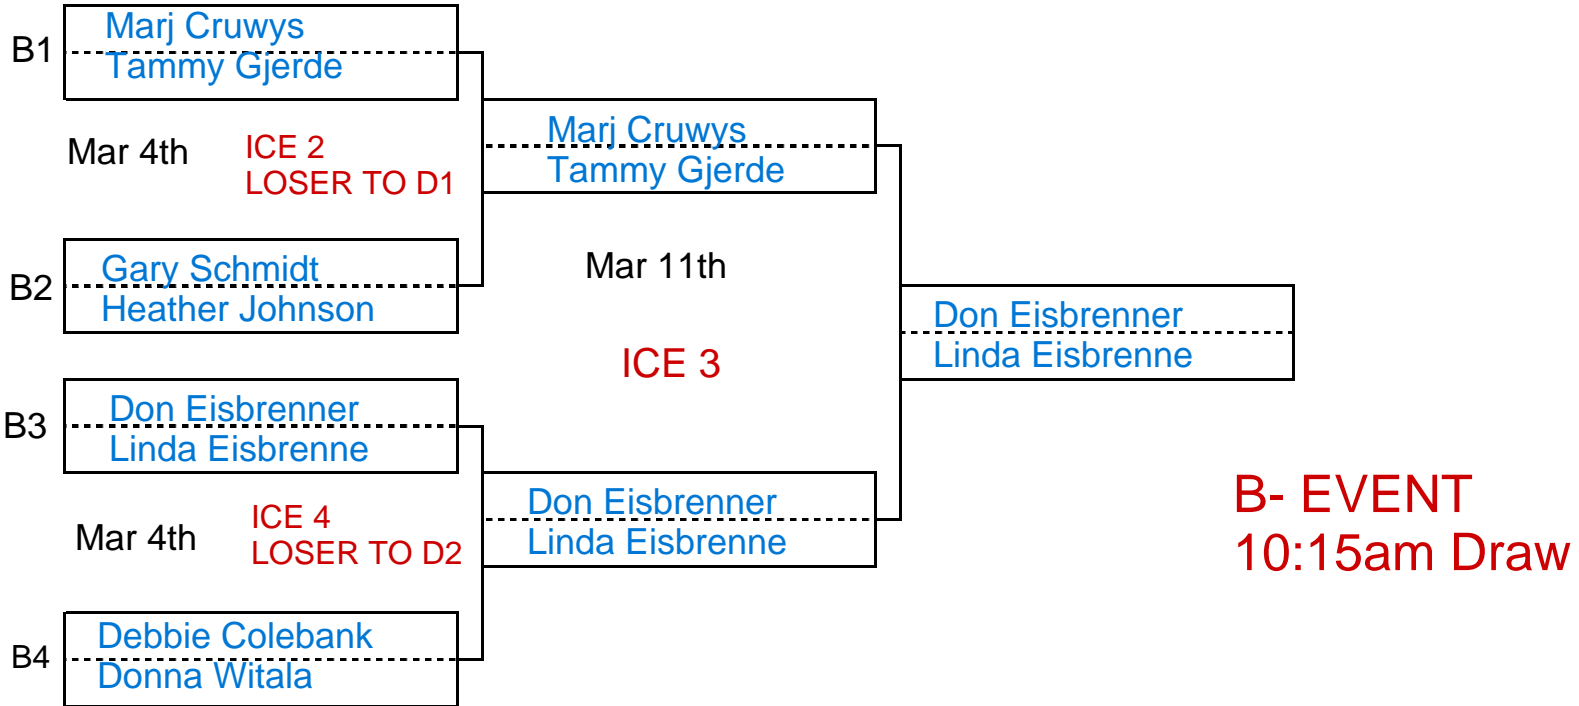 B1
Marj Cruwys
Tammy Gjerde
Mar 4th
ICE 2
LOSER TO D1
B2
Gary Schmidt
Heather Johnson
Marj Cruwys
Tammy Gjerde
Mar 11th
ICE 3
B3
Don Eisbrenner
Linda Eisbrenne
Mar 4th
ICE 4
LOSER TO D2
B4
Debbie Colebank
Donna Witala
Don Eisbrenner
Linda Eisbrenne
Don Eisbrenner
Linda Eisbrenne
B- EVENT
10:15am Draw